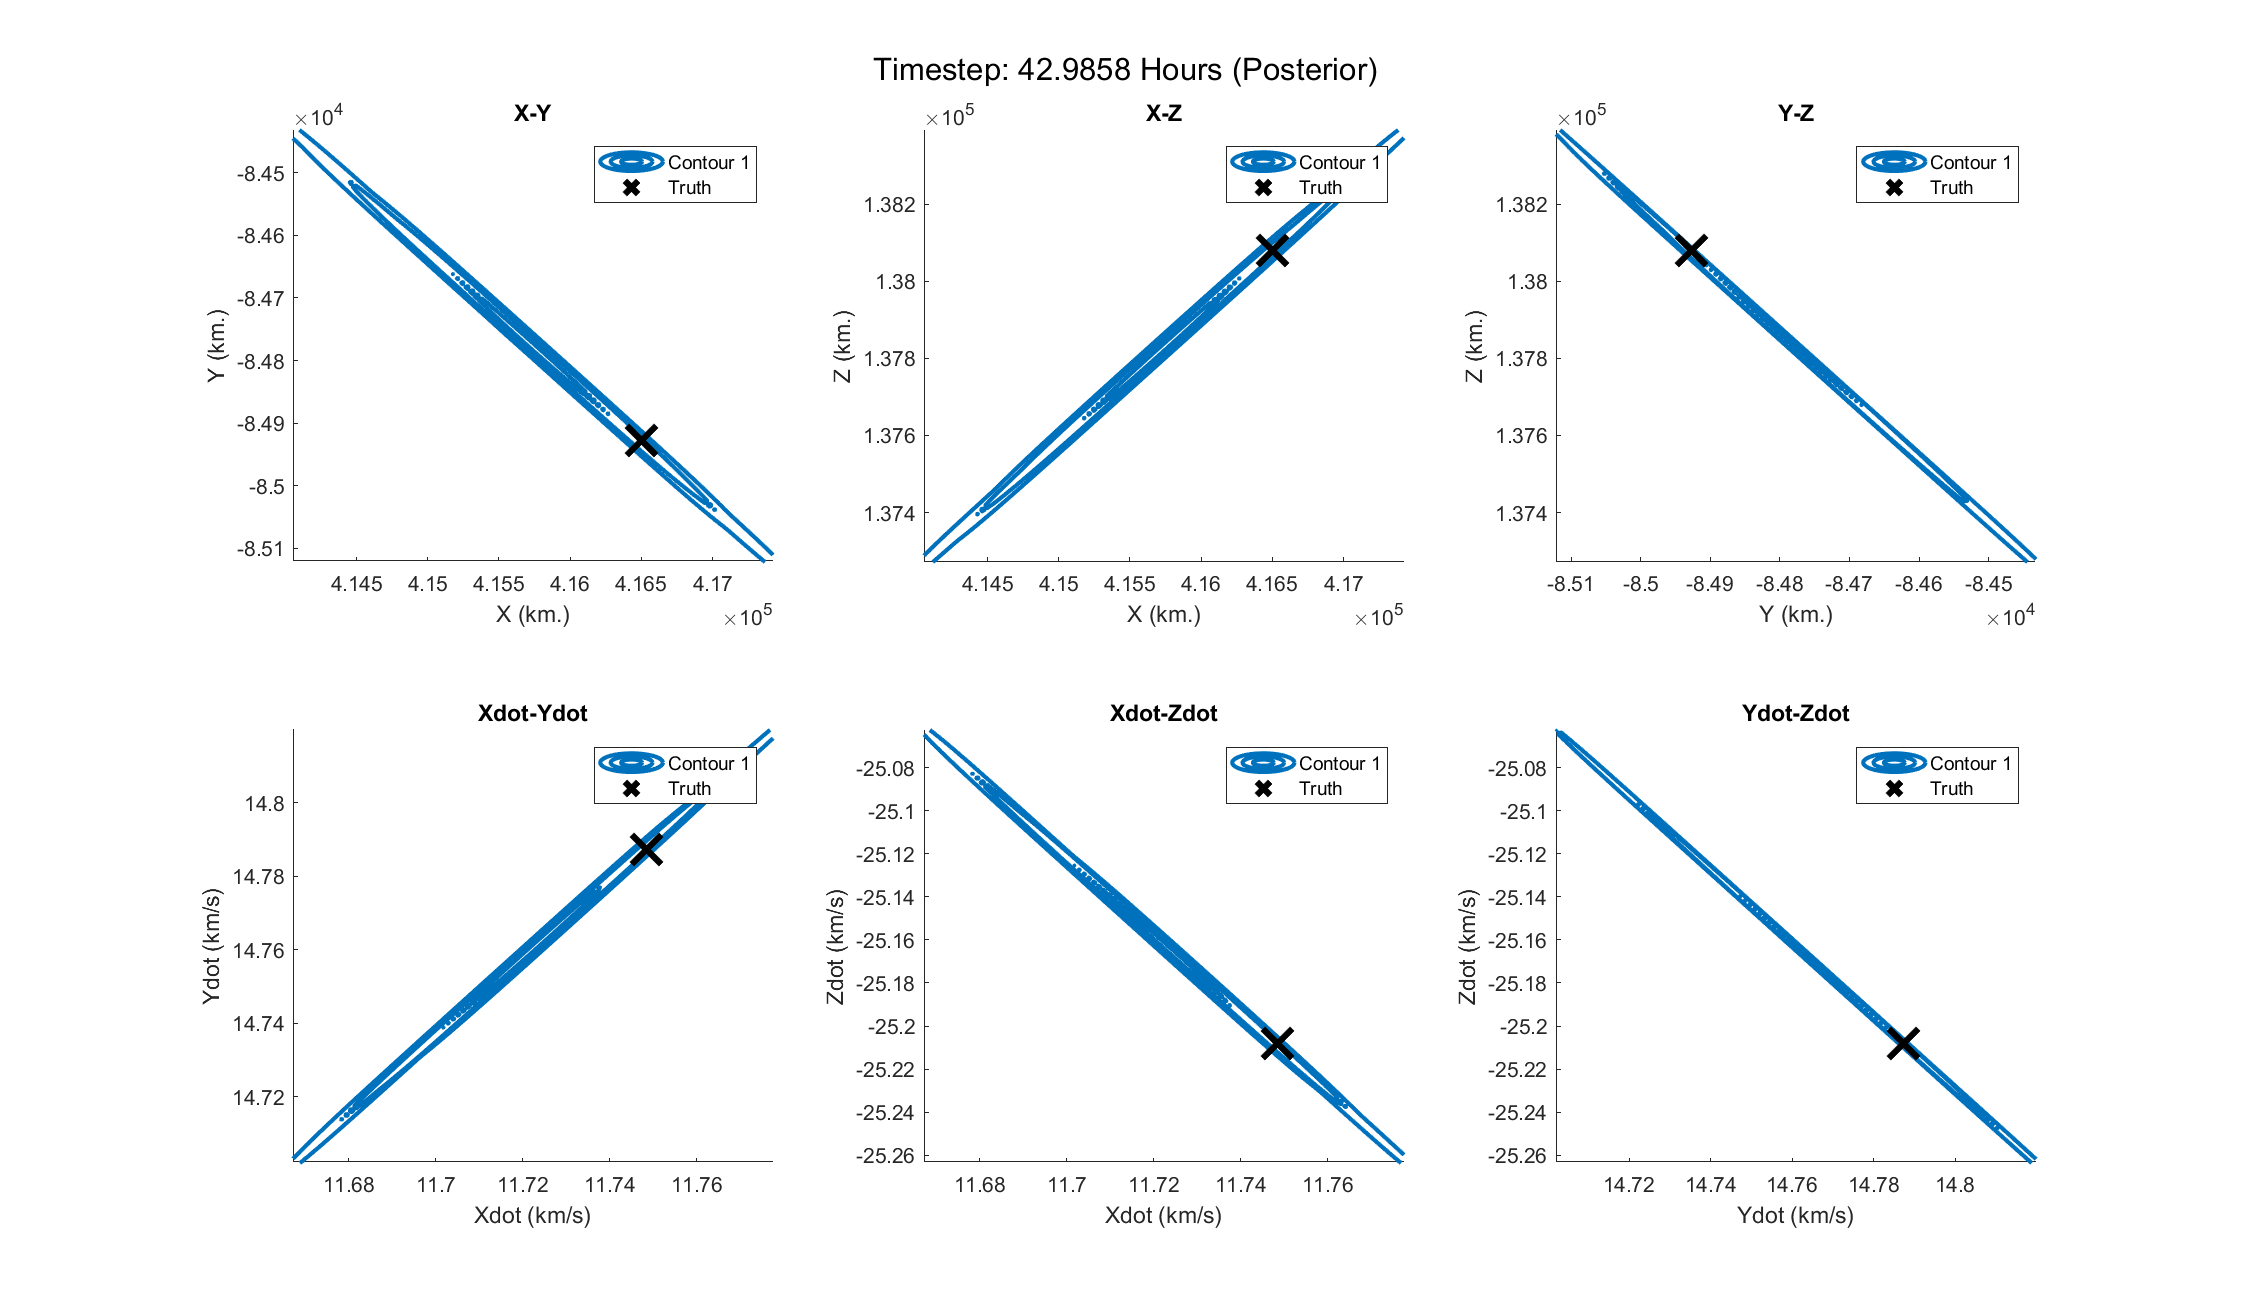 Timestep: 42.9858 Hours (Posterior)
X-Y
×10^4
Contour 1
Truth
-8.45
-8.46
-8.47
-8.48
-8.49
-8.5
-8.51
Y (km.)
4.145 4.15 4.155 4.16 4.165 4.17
X (km.)
×10^5
X-Z
×10^5
Contour 1
Truth
1.382
1.38
1.378
1.376
1.374
Z (km.)
4.145 4.15 4.155 4.16 4.165 4.17
X (km.)
×10^5
Y-Z
×10^5
Contour 1
Truth
1.382
1.38
1.378
1.376
1.374
Z (km.)
-8.51 -8.5 -8.49 -8.48 -8.47 -8.46 -8.45
Y (km.)
×10^4
Xdot-Ydot
Contour 1
Truth
14.8
14.78
14.76
14.74
14.72
Ydot (km/s)
11.68 11.7 11.72 11.74 11.76
Xdot (km/s)
Xdot-Zdot
Contour 1
Truth
-25.08
-25.1
-25.12
-25.14
-25.16
-25.18
-25.2
-25.22
-25.24
-25.26
Zdot (km/s)
11.68 11.7 11.72 11.74 11.76
Xdot (km/s)
Ydot-Zdot
Contour 1
Truth
-25.08
-25.1
-25.12
-25.14
-25.16
-25.18
-25.2
-25.22
-25.24
-25.26
Zdot (km/s)
14.72 14.74 14.76 14.78 14.8
Ydot (km/s)